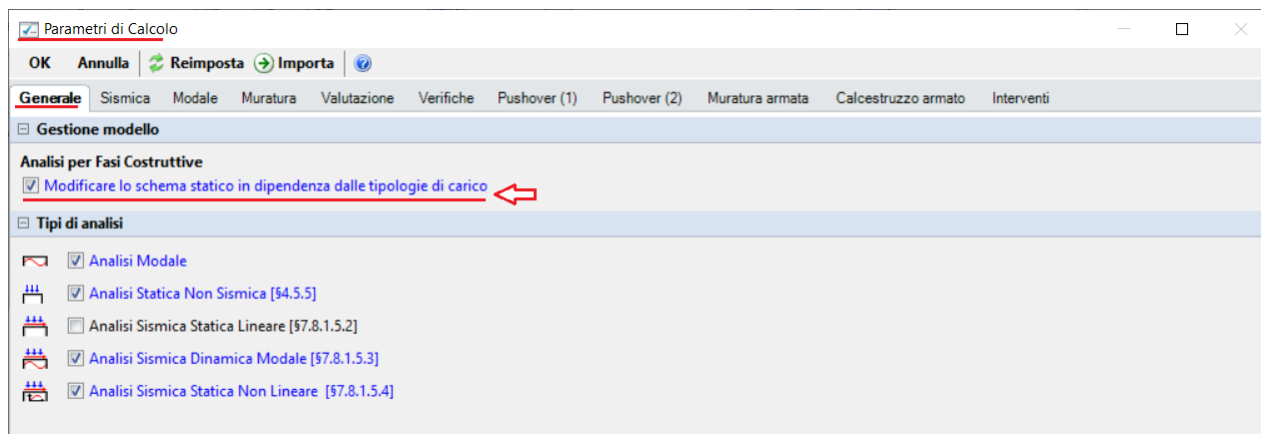 Parametri di Calcolo
OK Annulla Reimposta Importa
Generale Sismica Modale Muratura Valutazione Verifiche Pushover (1) Pushover (2) Muratura armata Calcestruzzo armato Interventi
Gestione modello
Analisi per Fasi Costruttive
Modificare lo schema statico in dipendenza dalle tipologie di carico
Tipi di analisi
Analisi Modale
Analisi Statica Non Sismica [§4.5.5]
Analisi Sismica Statica Lineare [§7.8.1.5.2]
Analisi Sismica Dinamica Modale [§7.8.1.5.3]
Analisi Sismica Statica Non Lineare [§7.8.1.5.4]